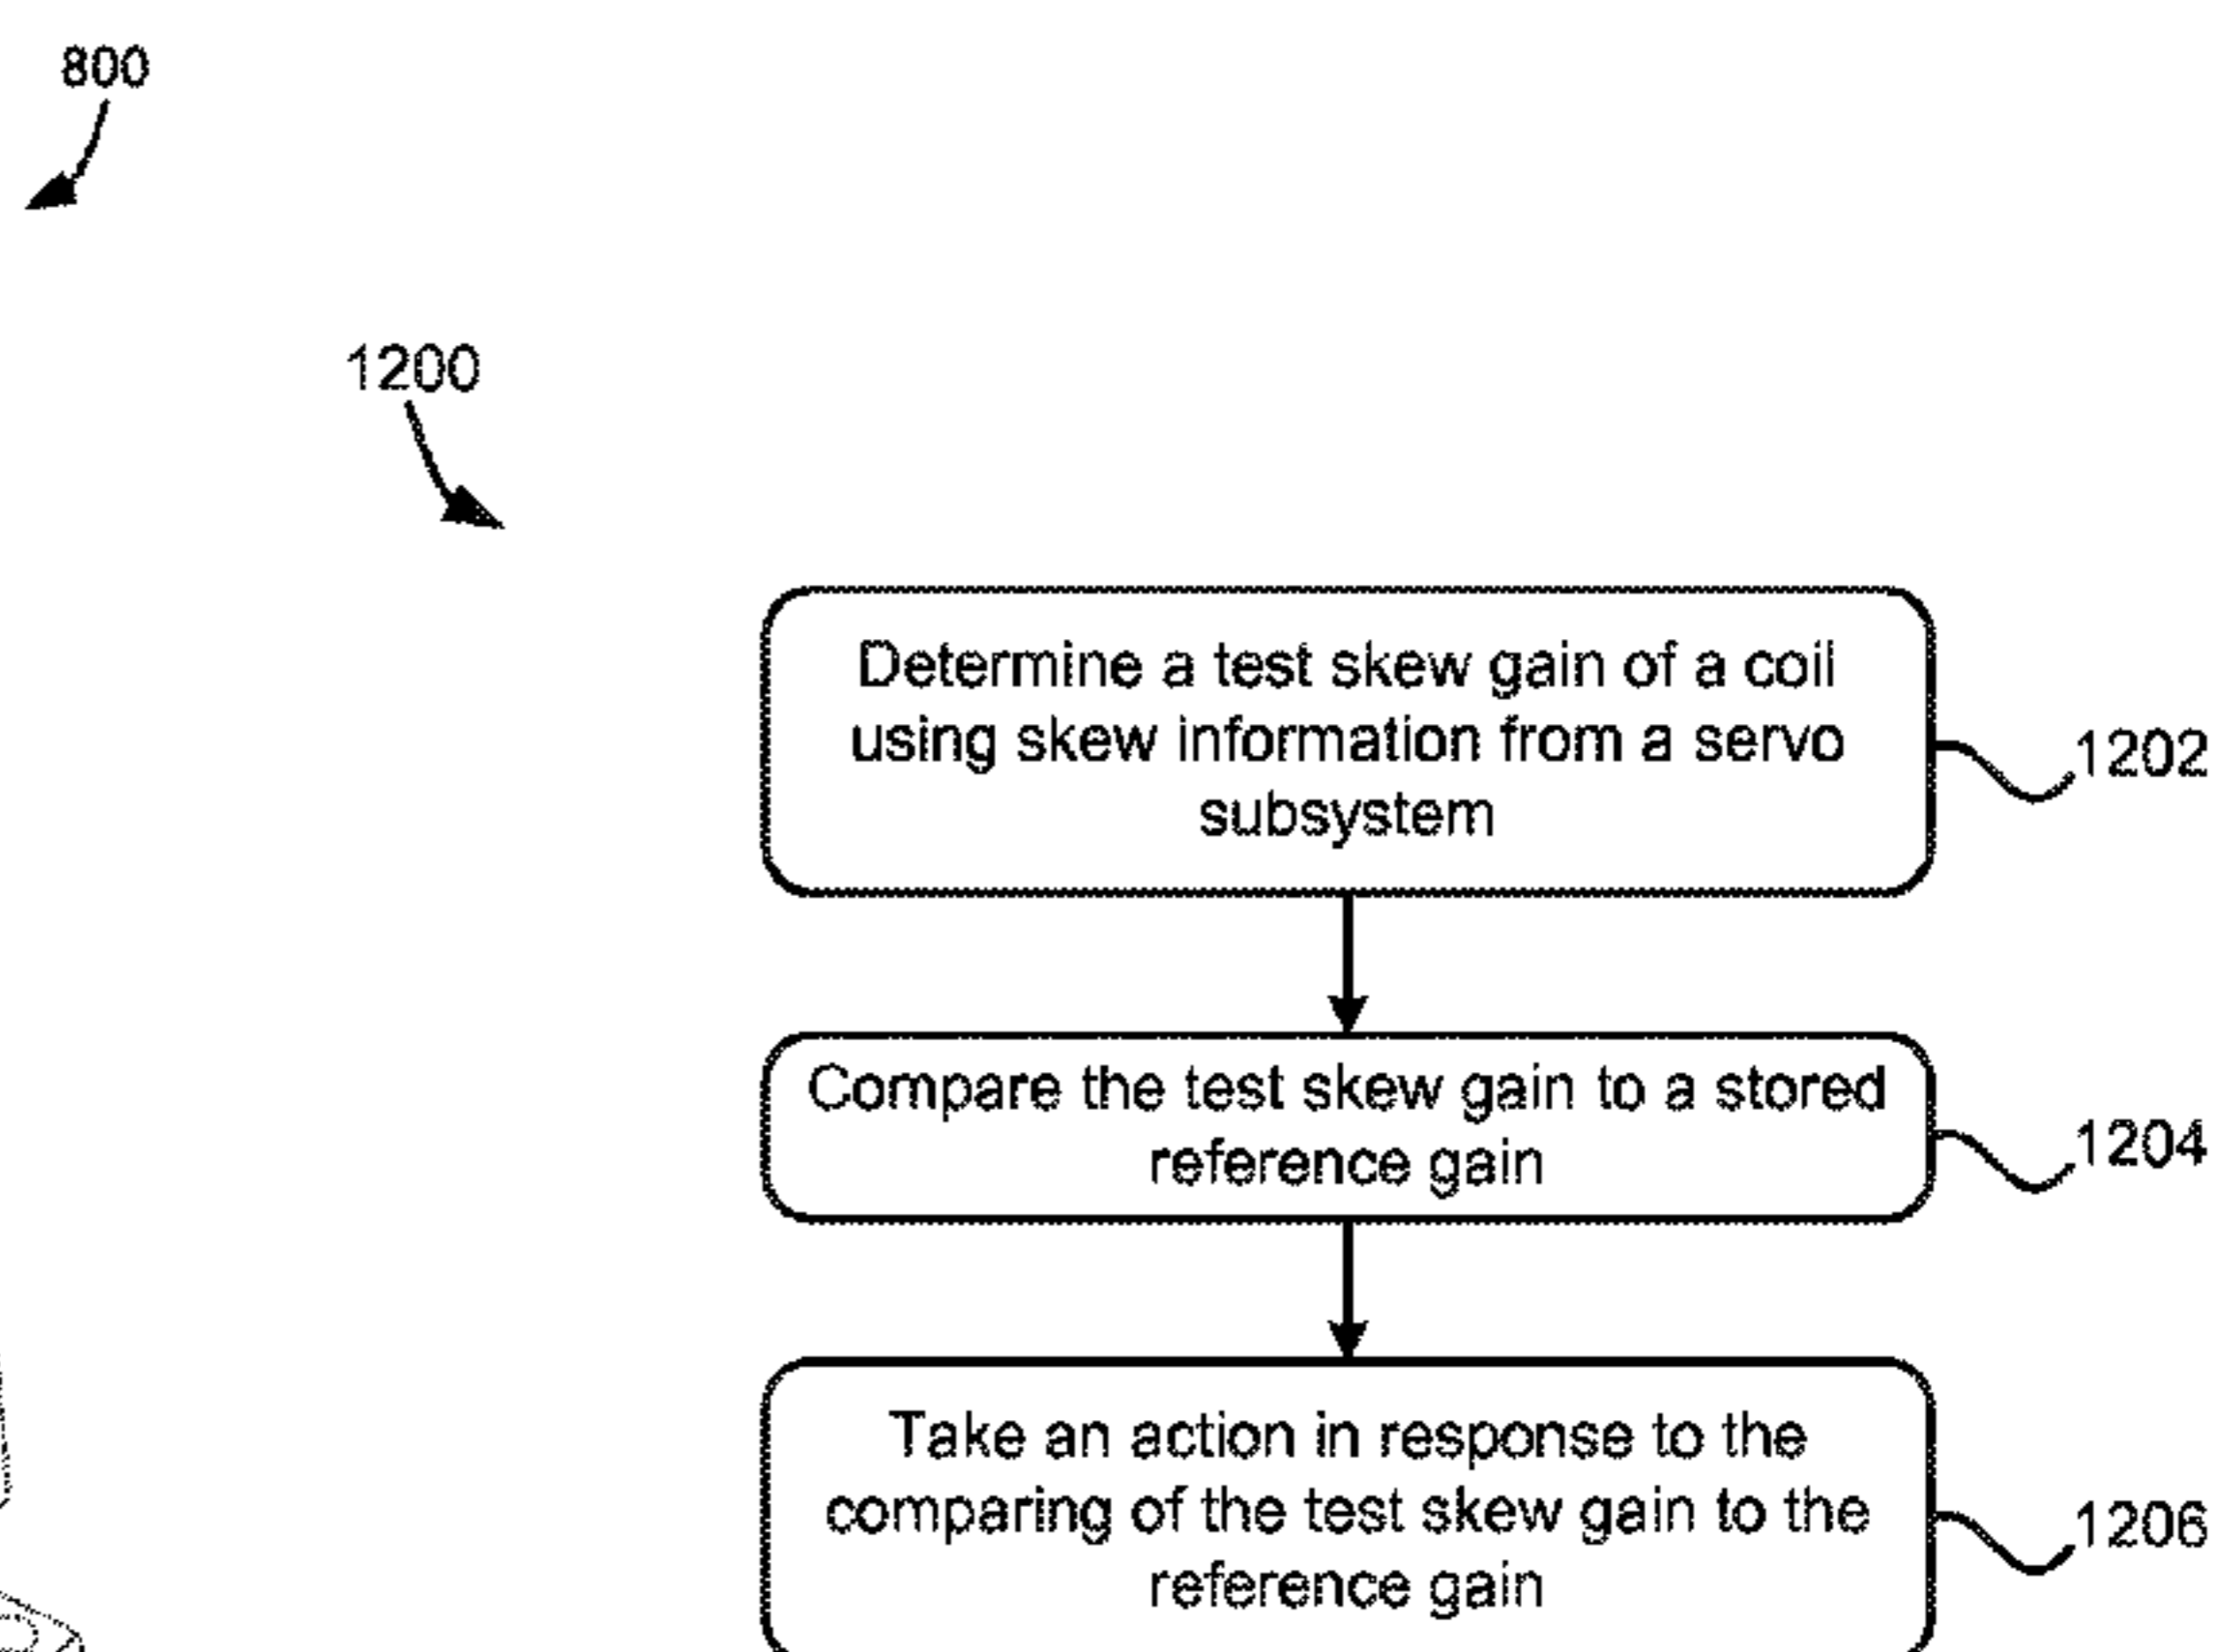 800
1200
Determine a test skew gain of a coil
using skew information from a servo
subsystem
1202
Compare the test skew gain to a stored
reference gain
1204
Take an action in response to the
comparing of the test skew gain to the
reference gain
1206